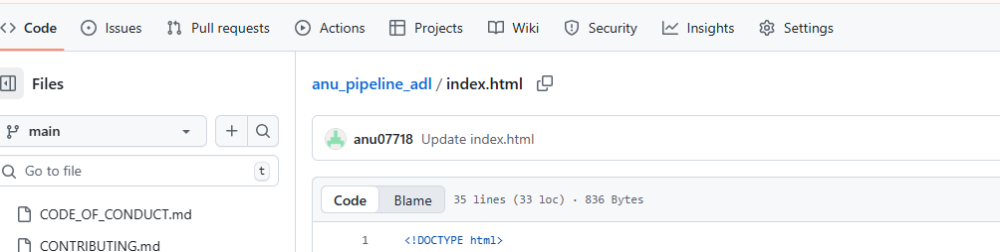 Code Issues Pull requests Actions Projects Wiki Security Insights Settings
Files
main
Go to file t
CODE_OF_CONDUCT.md
CONTRIBUTING.md
anu_pipeline_adl / index.html
anu07718 Update index.html
Code Blame 35 lines (33 loc) · 836 Bytes
1 <!DOCTYPE html>